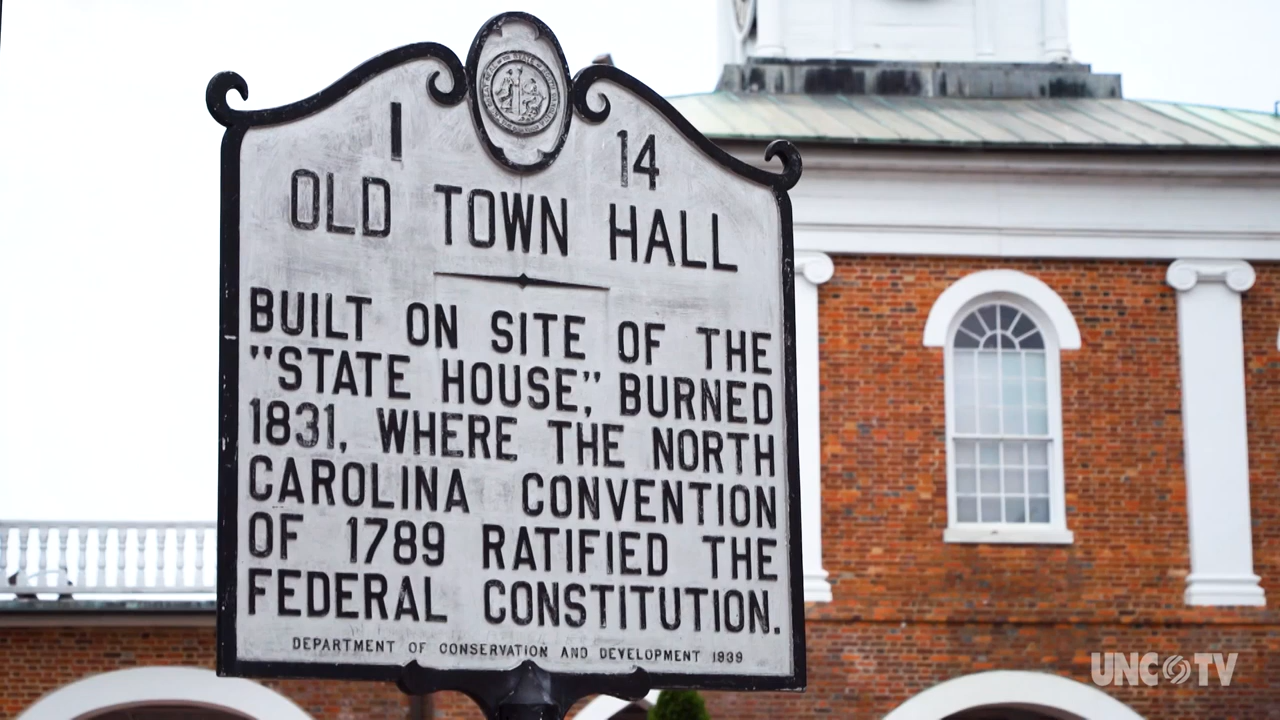 I 14
OLD TOWN HALL
BUILT ON SITE OF THE
"STATE HOUSE," BURNED
1831, WHERE THE NORTH
CAROLINA CONVENTION
OF 1789 RATIFIED THE
FEDERAL CONSTITUTION.
DEPARTMENT OF CONSERVATION AND DEVELOPMENT 1939
UNC TV